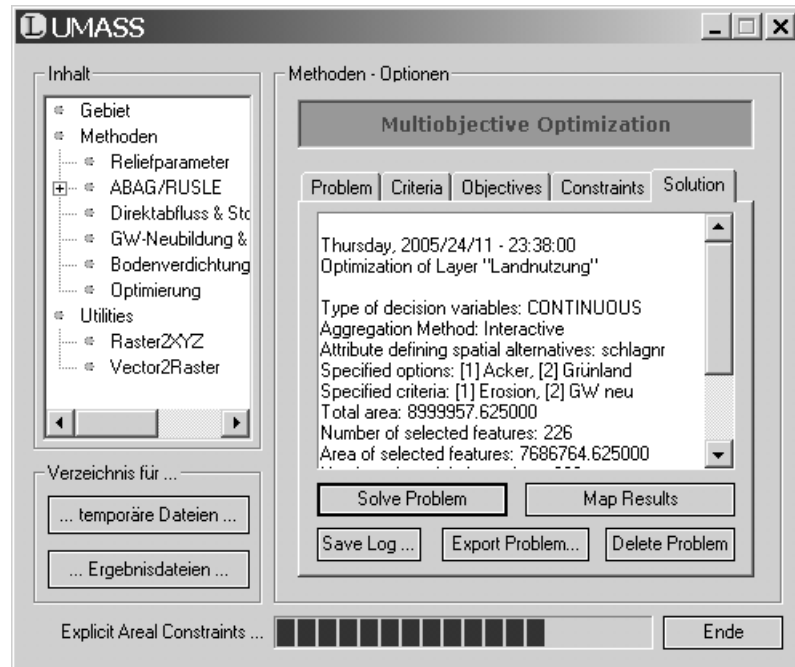 UMASS
Inhalt
Gebiet
Methoden
Reliefparameter
ABAG/RUSLE
Direktabfluss & Sto
GW-Neubildung &
Bodenverdichtung
Optimierung
Utilities
Raster2XYZ
Vector2Raster
Verzeichnis für ...
... temporäre Dateien ...
... Ergebnisdateien ...
Methoden - Optionen
Multiobjective Optimization
Problem Criteria Objectives Constraints Solution
Thursday, 2005/24/11 - 23:38:00
Optimization of Layer "Landnutzung"
Type of decision variables: CONTINUOUS
Aggregation Method: Interactive
Attribute defining spatial alternatives: schlagnr
Specified options: [1] Acker, [2] Grünland
Specified criteria: [1] Erosion, [2] GW neu
Total area: 8999957.625000
Number of selected features: 226
Area of selected features: 7686764.625000
Solve Problem Map Results
Save Log ... Export Problem... Delete Problem
Explicit Areal Constraints ... Ende